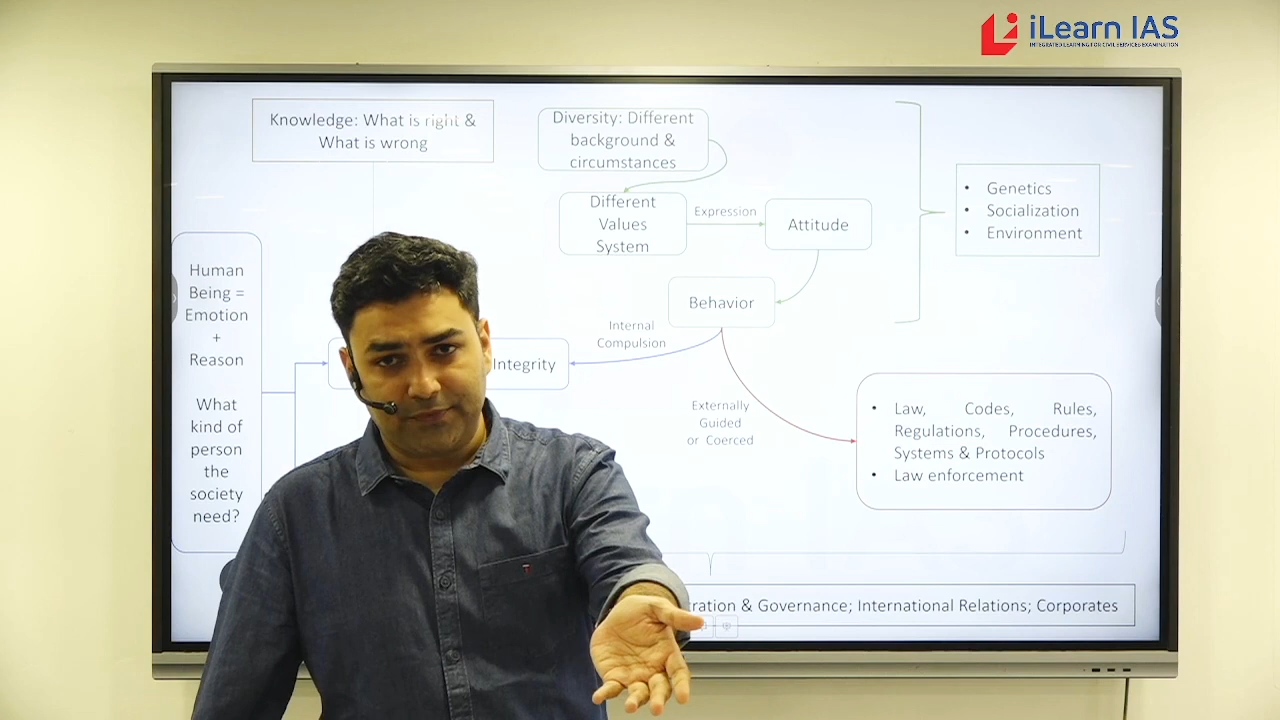 iLearn IAS
INTEGRATED LEARNING FOR CIVIL SERVICES EXAMINATION
Knowledge: What is right &
What is wrong
Diversity: Different
background &
circumstances
Different
Values
System
Expression
Attitude
• Genetics
• Socialization
• Environment
Human
Being =
Emotion
+
Reason
What
kind of
person
the
society
need?
Behavior
Internal
Compulsion
Integrity
Externally
Guided
or Coerced
• Law, Codes, Rules,
Regulations, Procedures,
Systems & Protocols
• Law enforcement
& Governance; International Relations; Corporates